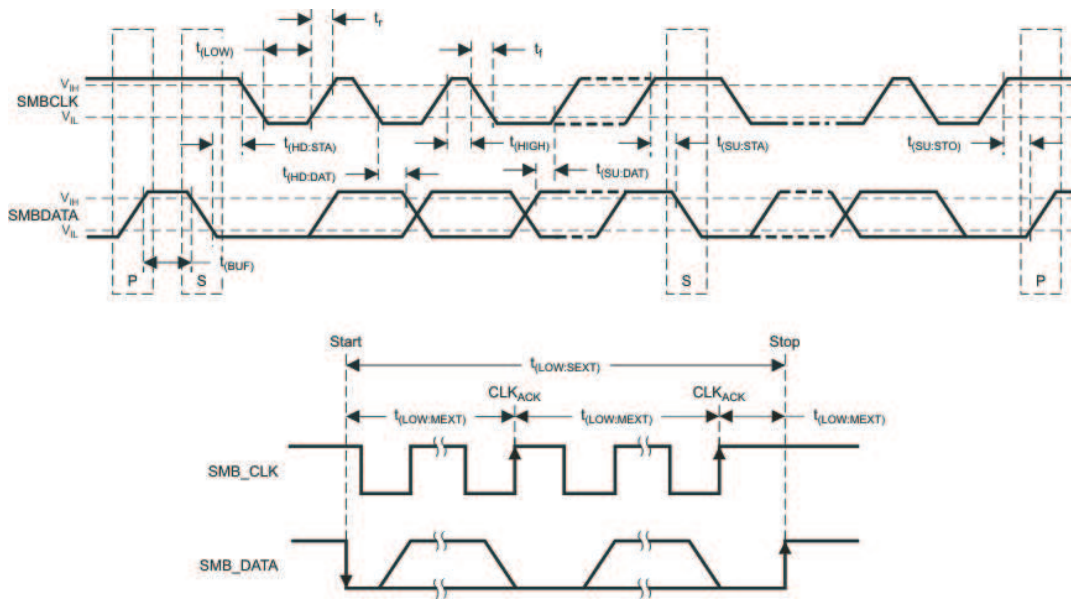 tr
t(LOW)
tf
VIH
SMBCLK
VIL
t(HD:STA)
t(HIGH)
t(SU:STA)
t(SU:STO)
t(HD:DAT)
t(SU:DAT)
VIH
SMBDATA
VIL
t(BUF)
P
S
S
P
Start
Stop
t(LOW:SEXT)
CLKACK
CLKACK
t(LOW:MEXT)
t(LOW:MEXT)
t(LOW:MEXT)
SMB_CLK
SMB_DATA